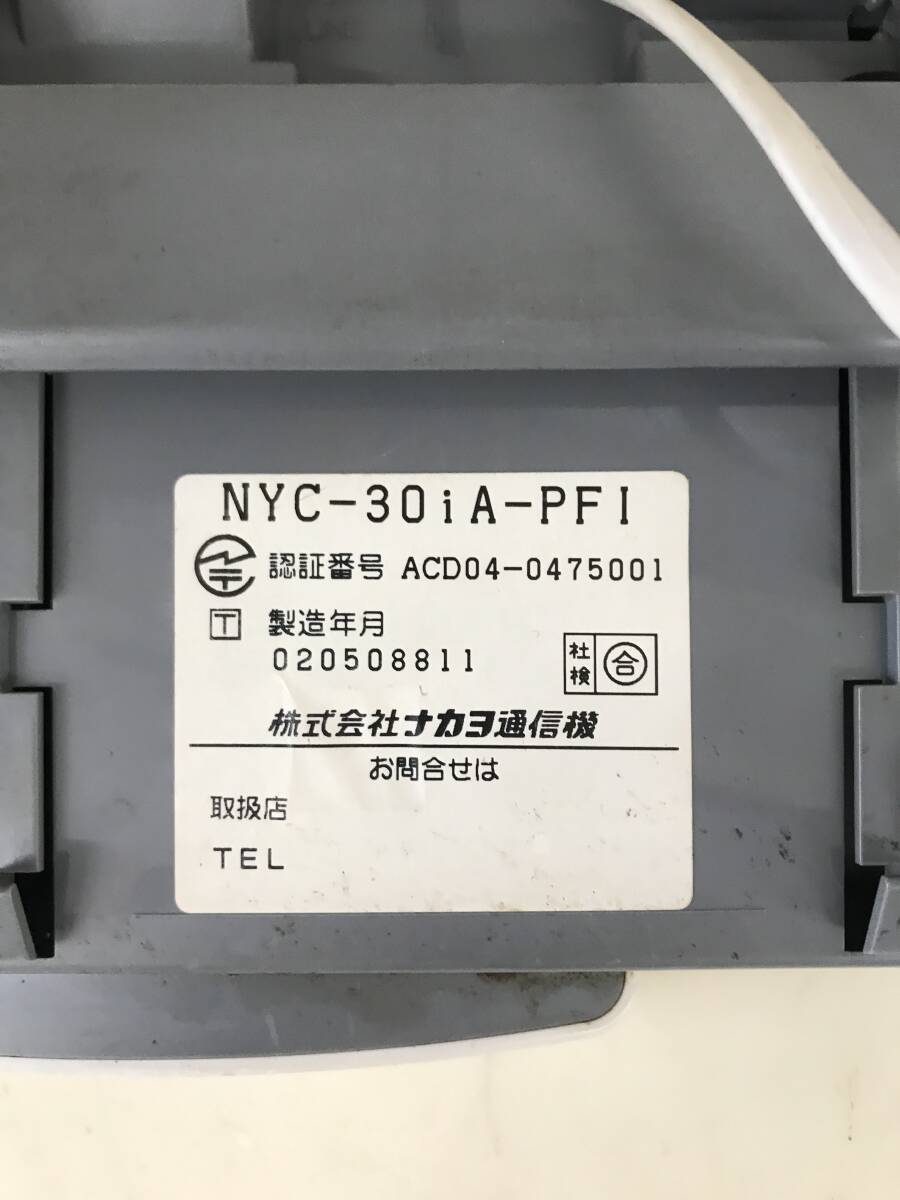 NYC-30iA-PFI
認証番号 ACD04-0475001
T 製造年月
020508811
社検 合
株式会社ナカヨ通信機
お問合せは
取扱店
TEL